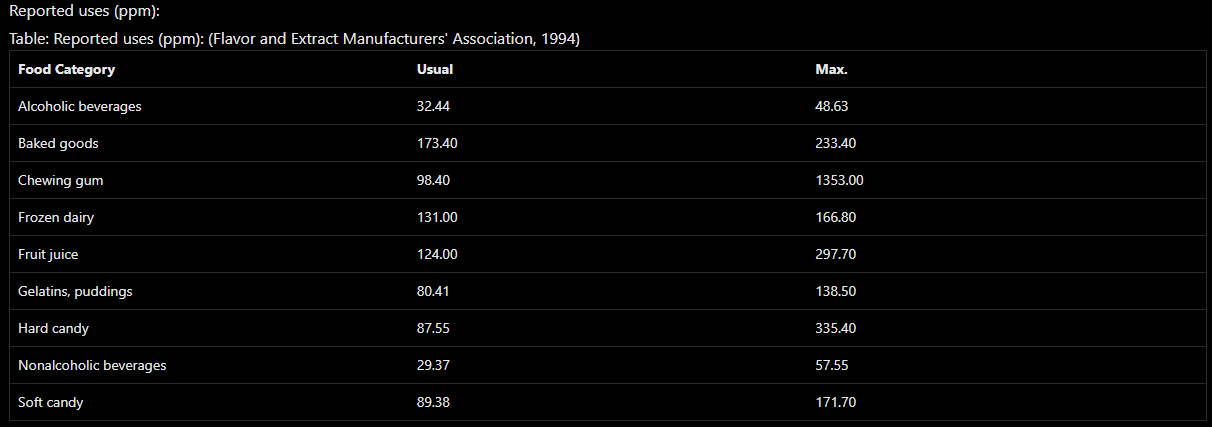 Reported uses (ppm):
Table: Reported uses (ppm): (Flavor and Extract Manufacturers' Association, 1994)
Food Category Usual Max.
Alcoholic beverages 32.44 48.63
Baked goods 173.40 233.40
Chewing gum 98.40 1353.00
Frozen dairy 131.00 166.80
Fruit juice 124.00 297.70
Gelatins, puddings 80.41 138.50
Hard candy 87.55 335.40
Nonalcoholic beverages 29.37 57.55
Soft candy 89.38 171.70